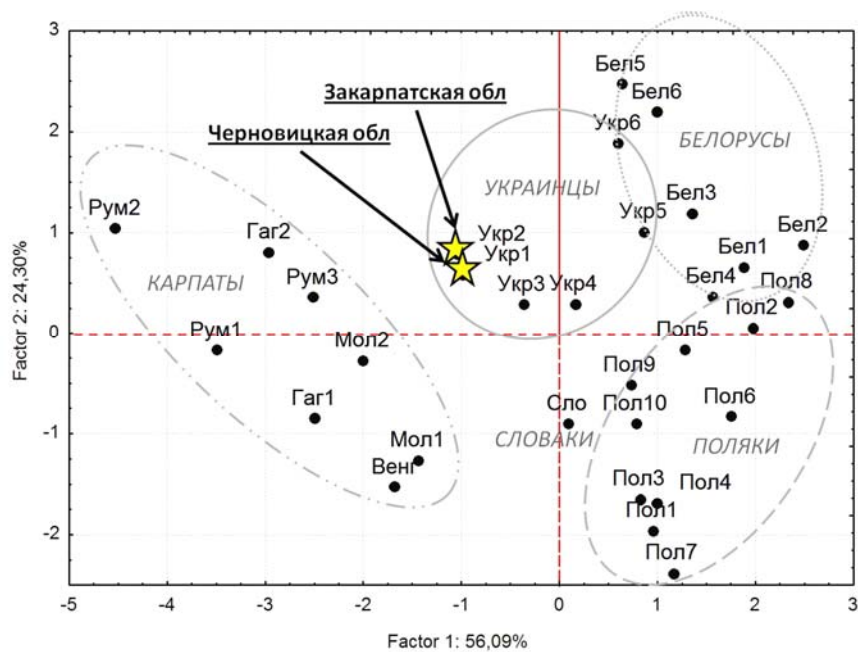 3
2
1
0
-1
-2
Factor 2: 24,30%
Закарпатская обл
Черновицкая обл
Бел5
Бел6
Укр6
БЕЛОРУСЫ
УКРАИНЦЫ
Бел3
Рум2
Укр5
Гаг2
Укр2
Бел2
Укр1
Бел1
КАРПАТЫ
Рум3
Укр3
Укр4
Бел4
Пол8
Пол2
Рум1
Мол2
Пол5
Пол9
Гаг1
Сло
Пол10
Пол6
Мол1
СЛОВАКИ
ПОЛЯКИ
Венг
Пол3
Пол4
Пол1
Пол7
-5
-4
-3
-2
-1
0
1
2
3
Factor 1: 56,09%